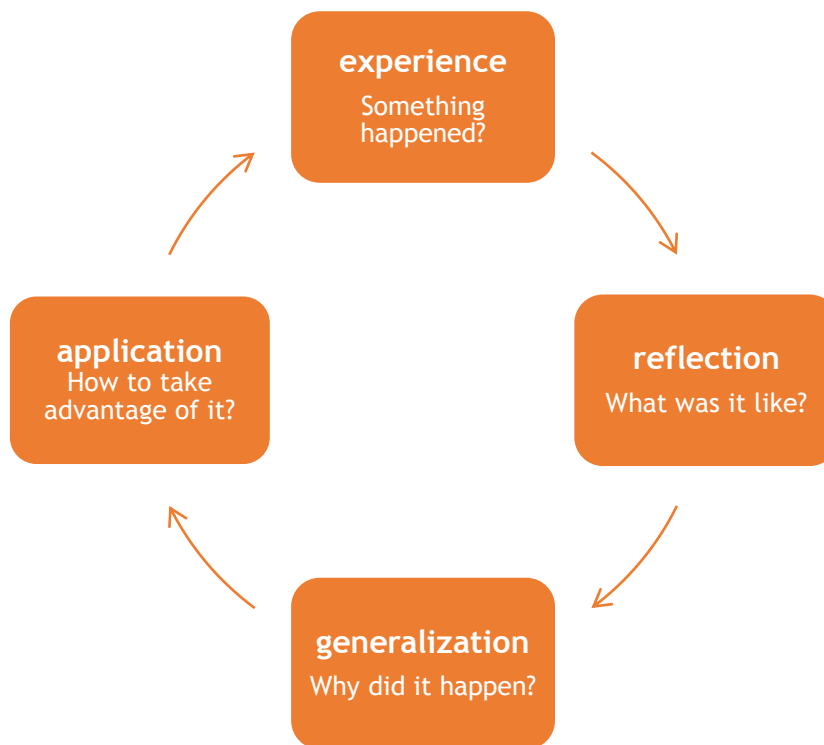 experience
Something
happened?
reflection
What was it like?
generalization
Why did it happen?
application
How to take
advantage of it?